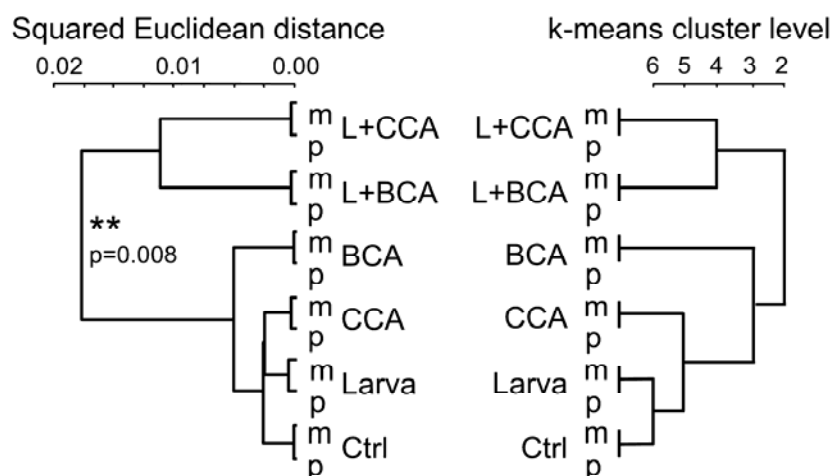 Squared Euclidean distance
0.02 0.01 0.00
m L+CCA
p
m L+BCA
p
m BCA
p
m CCA
p
m Larva
p
m Ctrl
p
**
p=0.008
k-means cluster level
6 5 4 3 2
L+CCA m
p
L+BCA m
p
BCA m
p
CCA m
p
Larva m
p
Ctrl m
p